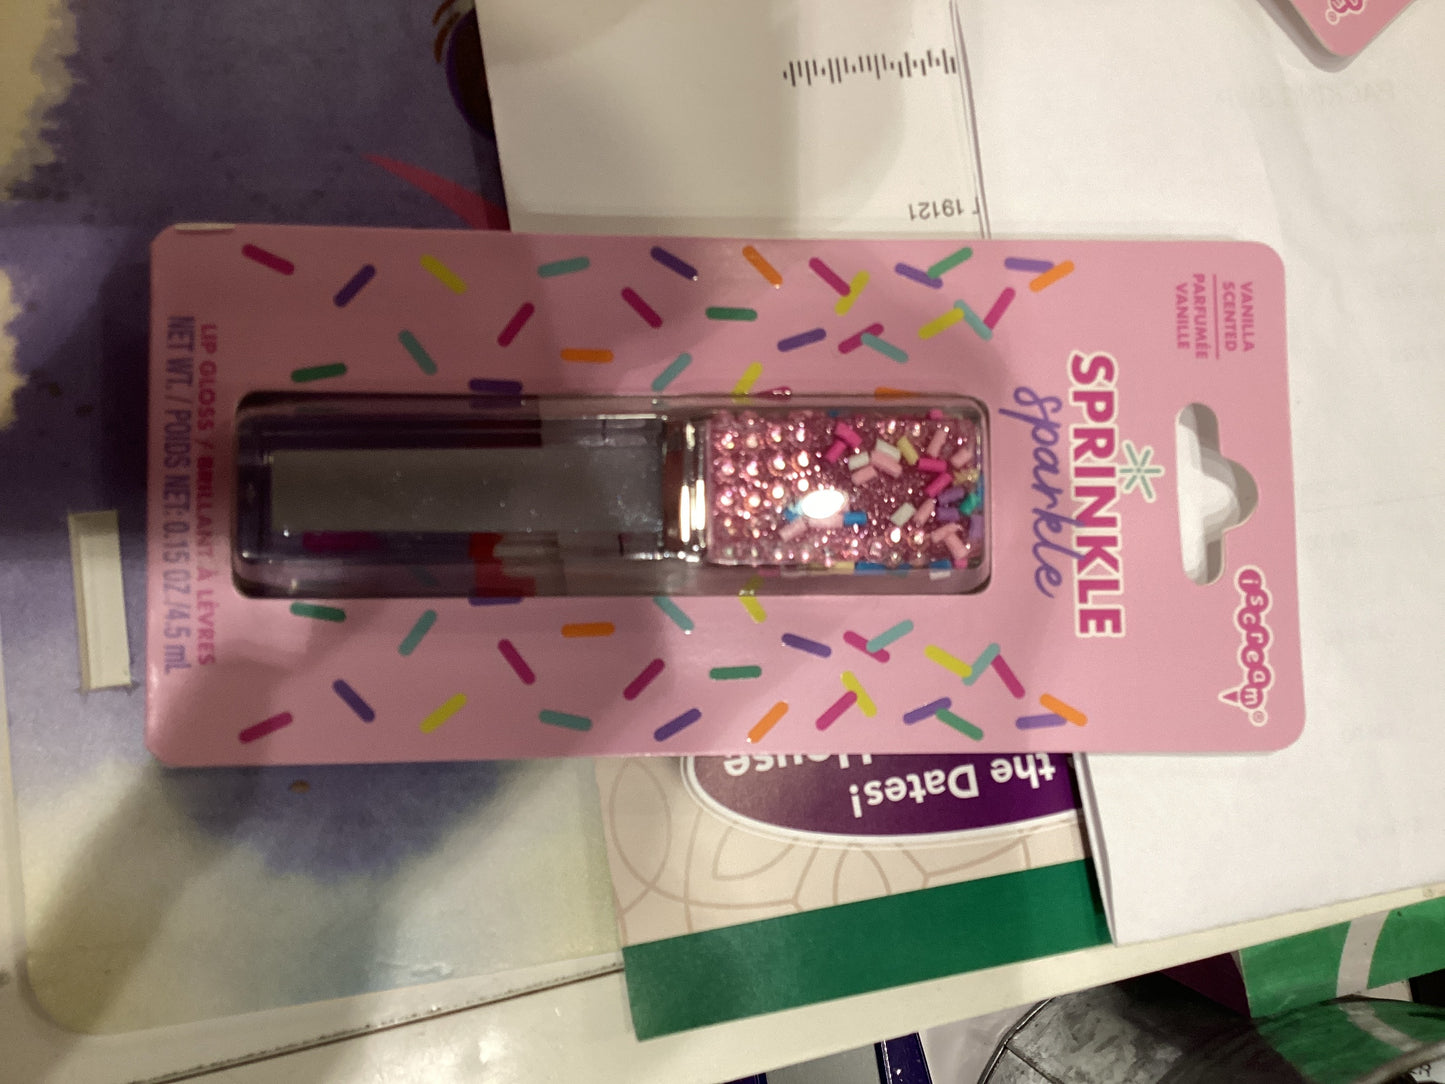 iscream©
VANILLA
SCENTED
PARFUMÉE
VANILLE
SPRINKLE
Sparkle
LIP GLOSS / BRILLANT À LÈVRES
NET WT. / POIDS NET: 0.15 OZ / 4.5 mL
19121
the Dates!
House